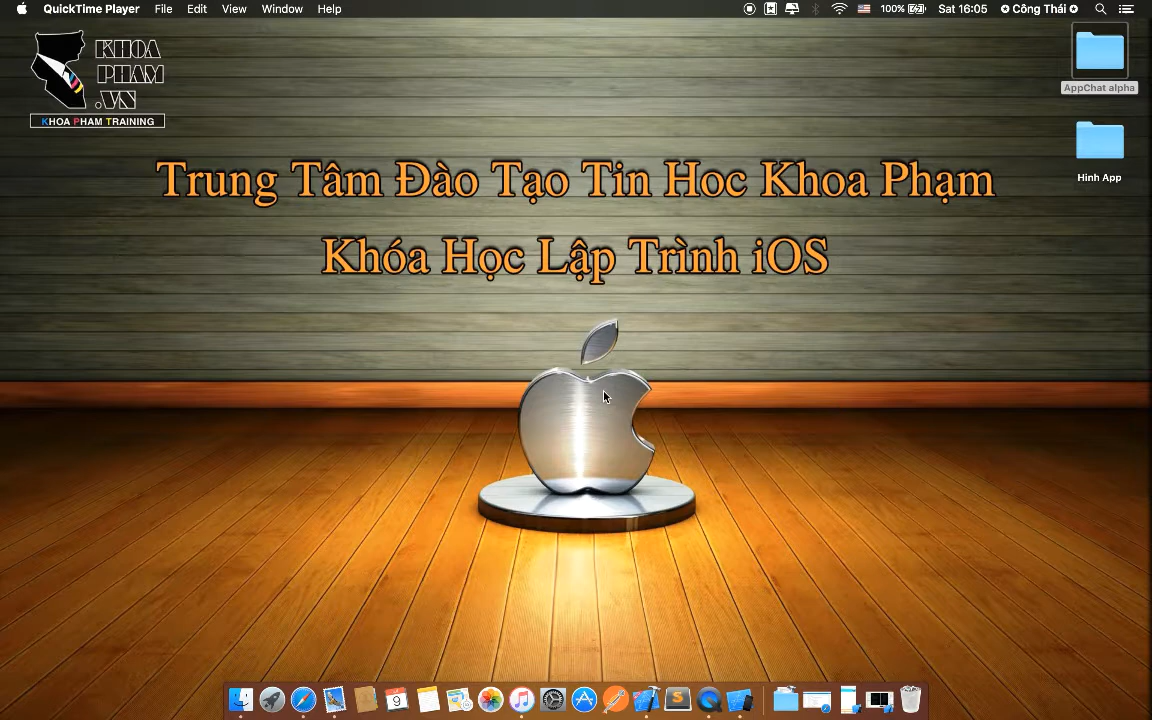 QuickTime Player File Edit View Window Help 100% Sat 16:05 ✪ Công Thái ✪
KHOA
PHAM
.VN
KHOA PHAM TRAINING
AppChat alpha
Hinh App
Trung Tâm Đào Tạo Tin Hoc Khoa Phạm
Khóa Học Lập Trình iOS
9